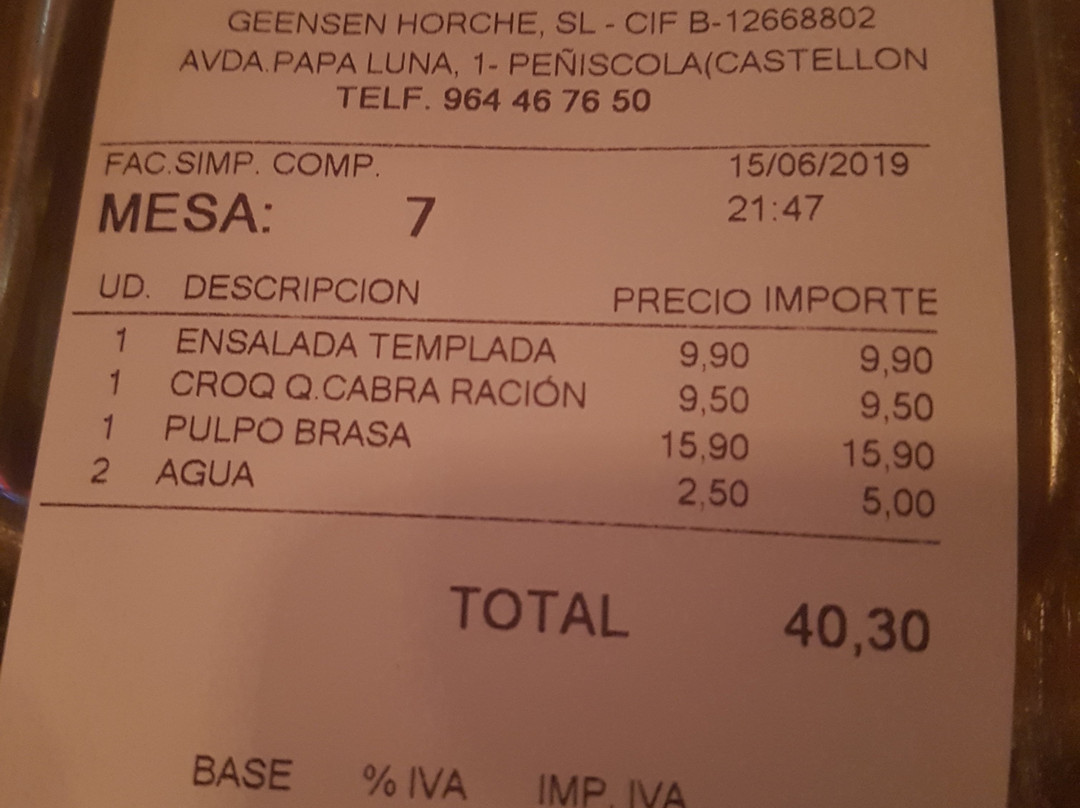 GEENSEN HORCHE, SL - CIF B-12668802
AVDA.PAPA LUNA, 1- PEÑISCOLA(CASTELLON
TELF. 964 46 76 50
FAC.SIMP. COMP. 15/06/2019
MESA: 7 21:47
UD. DESCRIPCION PRECIO IMPORTE
1 ENSALADA TEMPLADA 9,90 9,90
1 CROQ Q.CABRA RACIÓN 9,50 9,50
1 PULPO BRASA 15,90 15,90
2 AGUA 2,50 5,00
TOTAL 40,30
BASE % IVA IMP. IVA